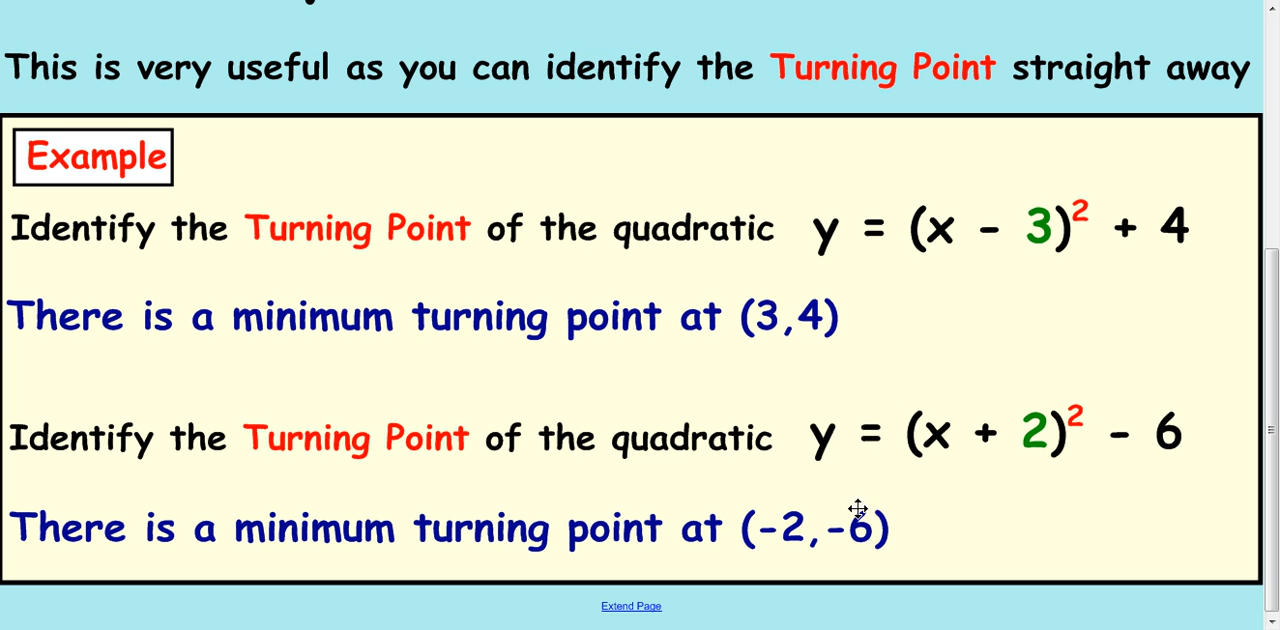 This is very useful as you can identify the Turning Point straight away
Example
Identify the Turning Point of the quadratic y = (x - 3)² + 4
There is a minimum turning point at (3,4)
Identify the Turning Point of the quadratic y = (x + 2)² - 6
There is a minimum turning point at (-2,-6)
Extend Page